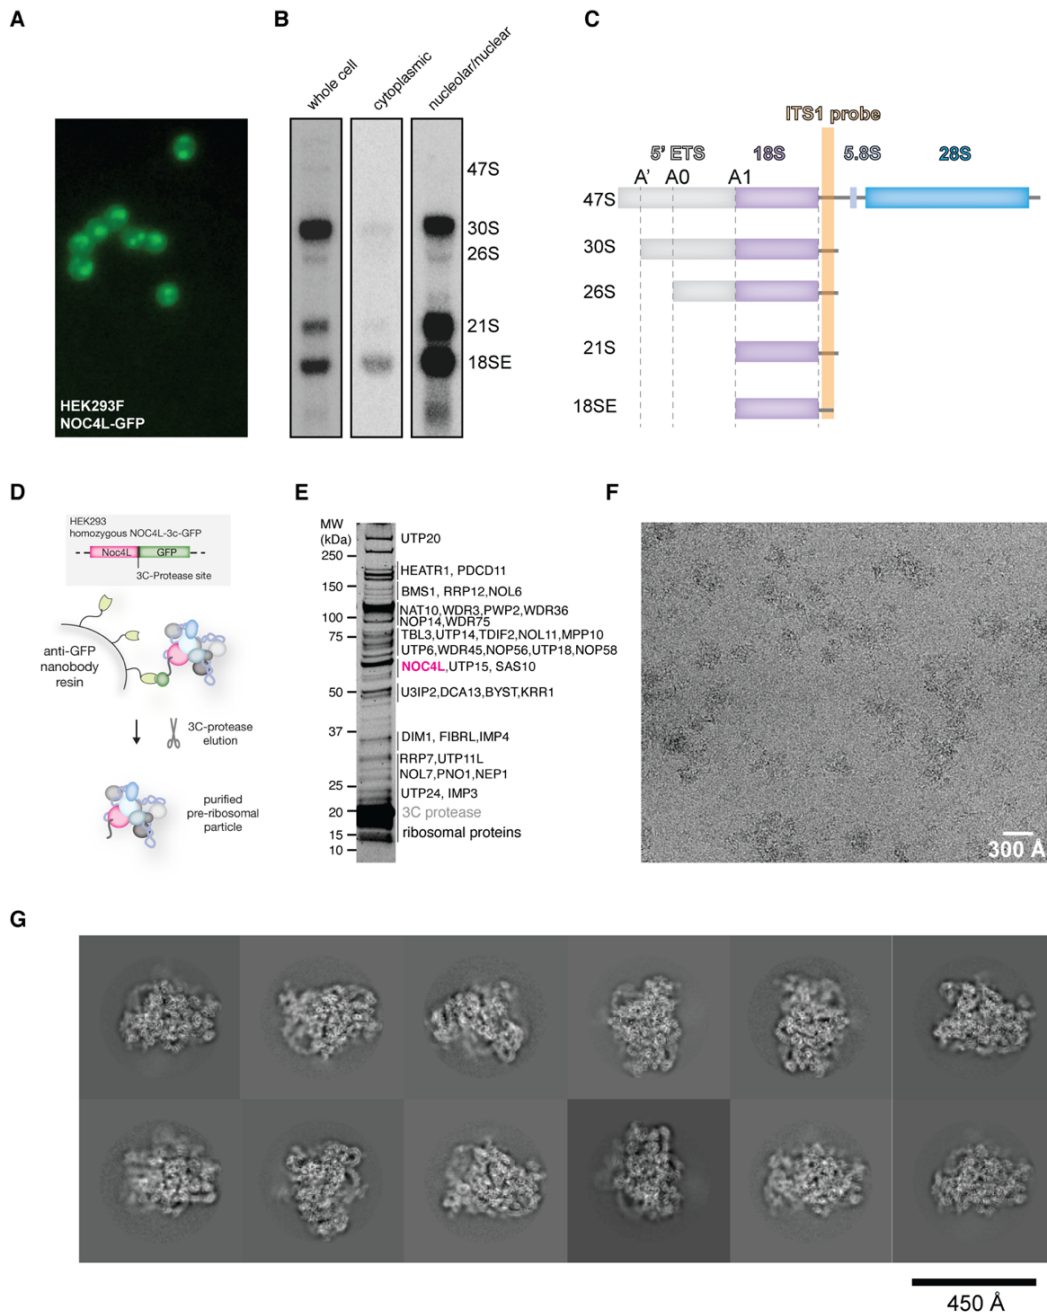 A
HEK293F
NOC4L-GFP
B
whole cell
cytoplasmic
nucleolar/nuclear
47S
30S
26S
21S
18SE
C
ITS1 probe
5' ETS
18S
5.8S
28S
A'
A0
A1
47S
30S
26S
21S
18SE
D
HEK293
homozygous NOC4L-3c-GFP
Noc4L
GFP
3C-Protease site
anti-GFP
nanobody
resin
3C-protease
elution
purified
pre-ribosomal
particle
E
MW
(kDa)
250
150
100
75
50
37
25
20
15
10
UTP20
HEATR1, PDCD11
BMS1, RRP12,NOL6
NAT10,WDR3,PWP2,WDR36
NOP14,WDR75
TBL3,UTP14,TDIF2,NOL11,MPP10
UTP6,WDR45,NOP56,UTP18,NOP58
NOC4L,UTP15, SAS10
U3IP2,DCA13,BYST,KRR1
DIM1, FIBRL,IMP4
RRP7,UTP11L
NOL7,PNO1,NEP1
UTP24, IMP3
3C protease
ribosomal proteins
F
300 Å
G
450 Å